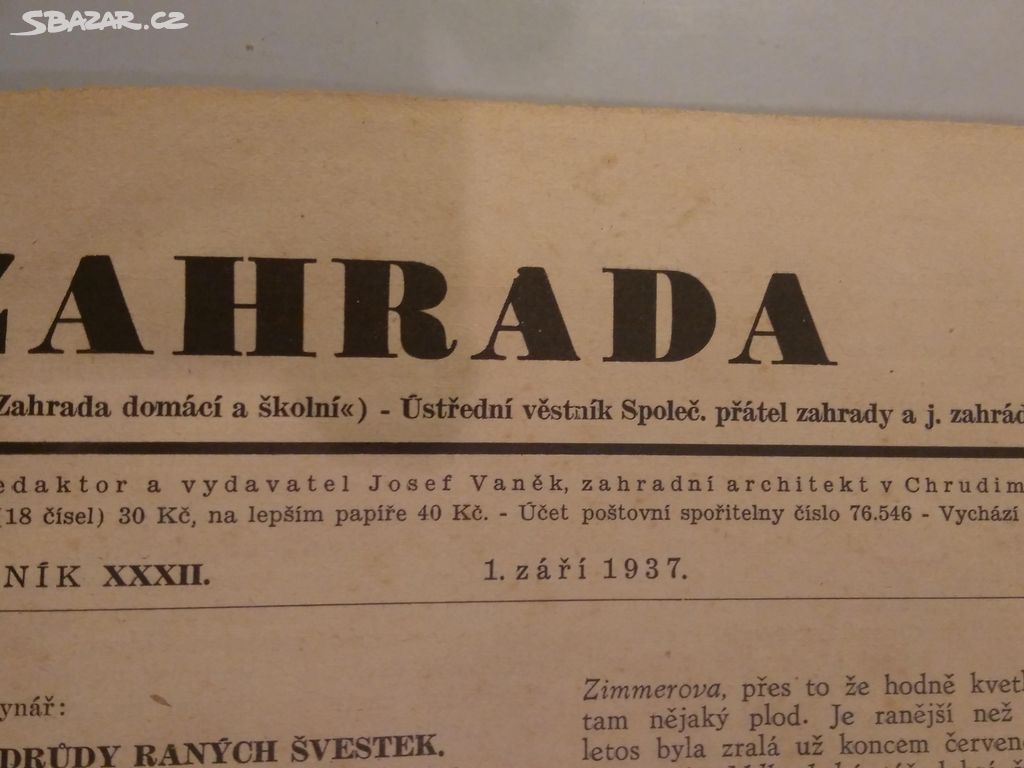 SBAZAR.CZ
ZAHRADA
Zahrada domácí a školní«) - Ústřední věstník Společ. přátel zahrady a j. zahrád
edaktor a vydavatel Josef Vaněk, zahradní architekt v Chrudim
(18 čísel) 30 Kč, na lepším papíře 40 Kč. - Účet poštovní spořitelny číslo 76.546 - Vychází
NÍK XXXII.
1. září 1937.
ynář:
DRŮDY RANÝCH ŠVESTEK.
Zimmerova, přes to že hodně kvetl
tam nějaký plod. Je ranější než
letos byla zralá už koncem červene